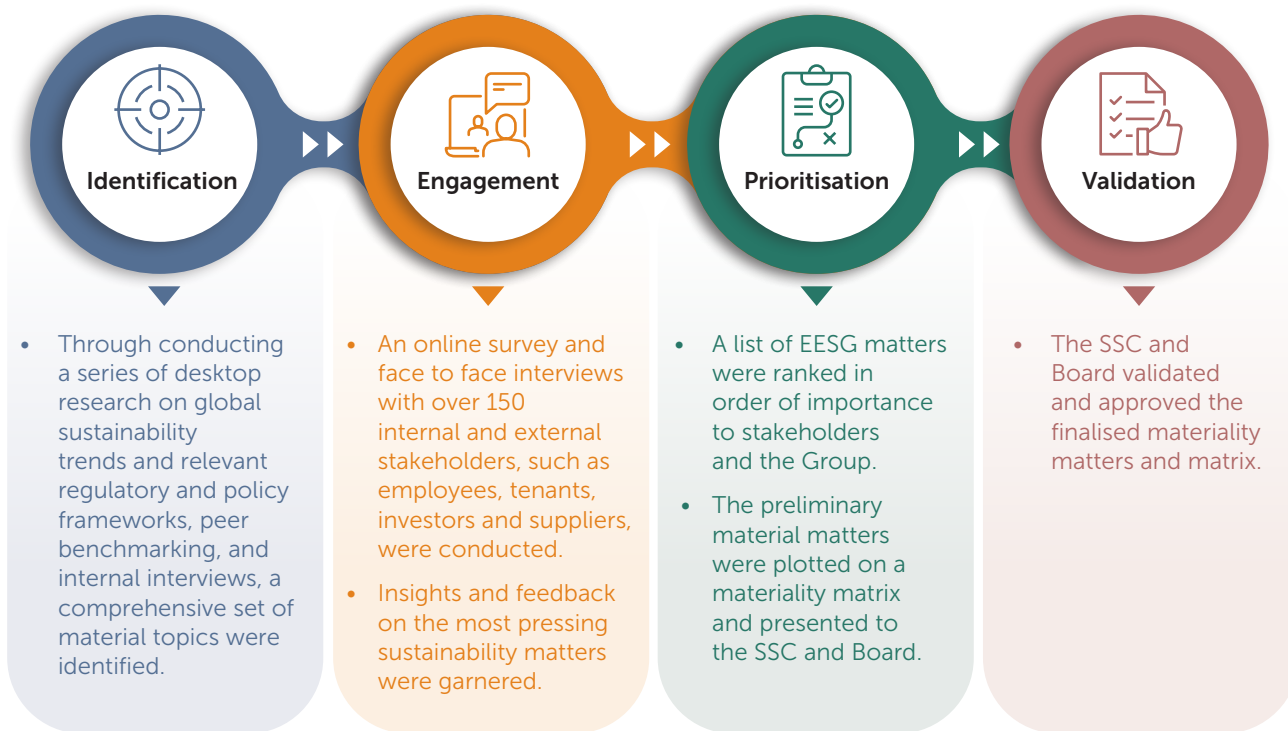 Identification
Engagement
Prioritisation
Validation
• Through conducting
a series of desktop
research on global
sustainability
trends and relevant
regulatory and policy
frameworks, peer
benchmarking, and
internal interviews, a
comprehensive set of
material topics were
identified.
• An online survey and
face to face interviews
with over 150
internal and external
stakeholders, such as
employees, tenants,
investors and suppliers,
were conducted.
• Insights and feedback
on the most pressing
sustainability matters
were garnered.
• A list of EESG matters
were ranked in
order of importance
to stakeholders
and the Group.
• The preliminary
material matters
were plotted on a
materiality matrix
and presented to
the SSC and Board.
• The SSC and
Board validated
and approved the
finalised materiality
matters and matrix.